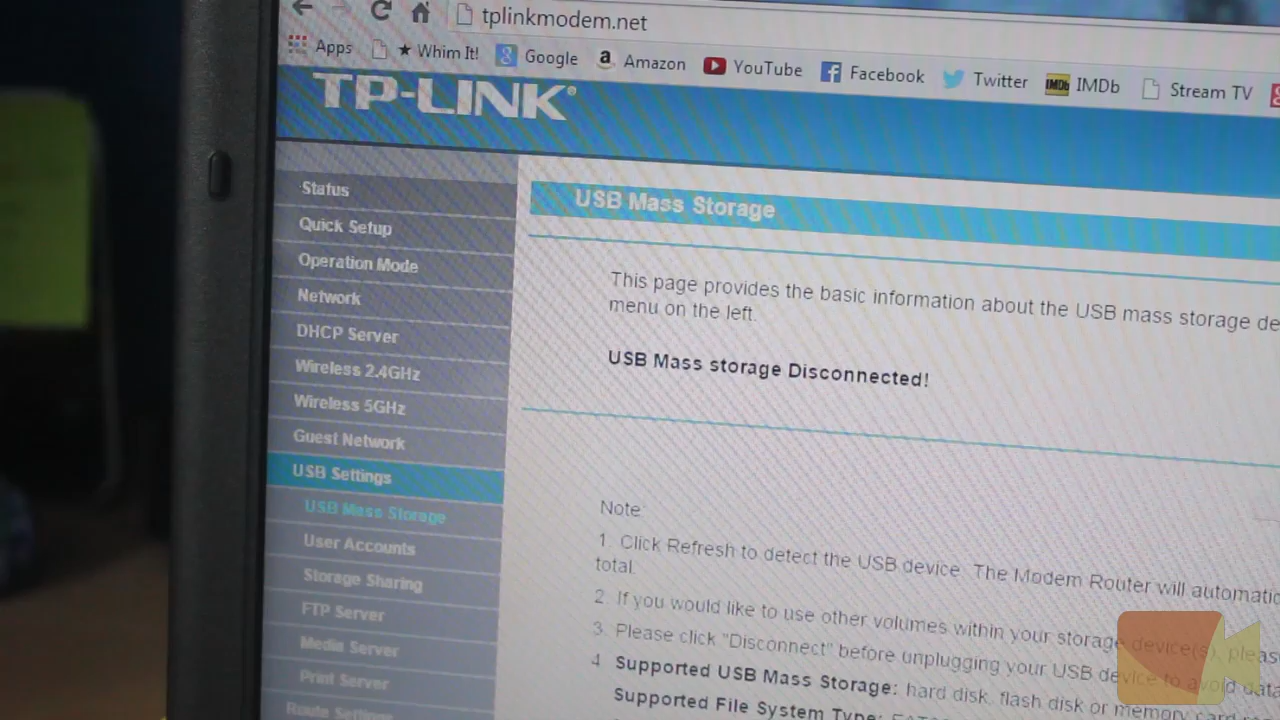 tplinkmodem.net
Apps ★ Whim It! Google Amazon YouTube Facebook Twitter IMDb IMDb Stream TV
TP-LINK®
Status
Quick Setup
Operation Mode
Network
DHCP Server
Wireless 2.4GHz
Wireless 5GHz
Guest Network
USB Settings
USB Mass Storage
User Accounts
Storage Sharing
FTP Server
Media Server
Print Server
Route
USB Mass Storage
This page provides the basic information about the USB mass storage
menu on the left.
USB Mass storage Disconnected!
Note:
1. Click Refresh to detect the USB device. The Modem Router will
total.
2. If you would like to use other volumes within your storage device(s),
3. Please click "Disconnect" before unplugging your USB device to avoid
4 Supported USB Mass Storage: hard disk, flash disk or memory card
Supported File System Type: